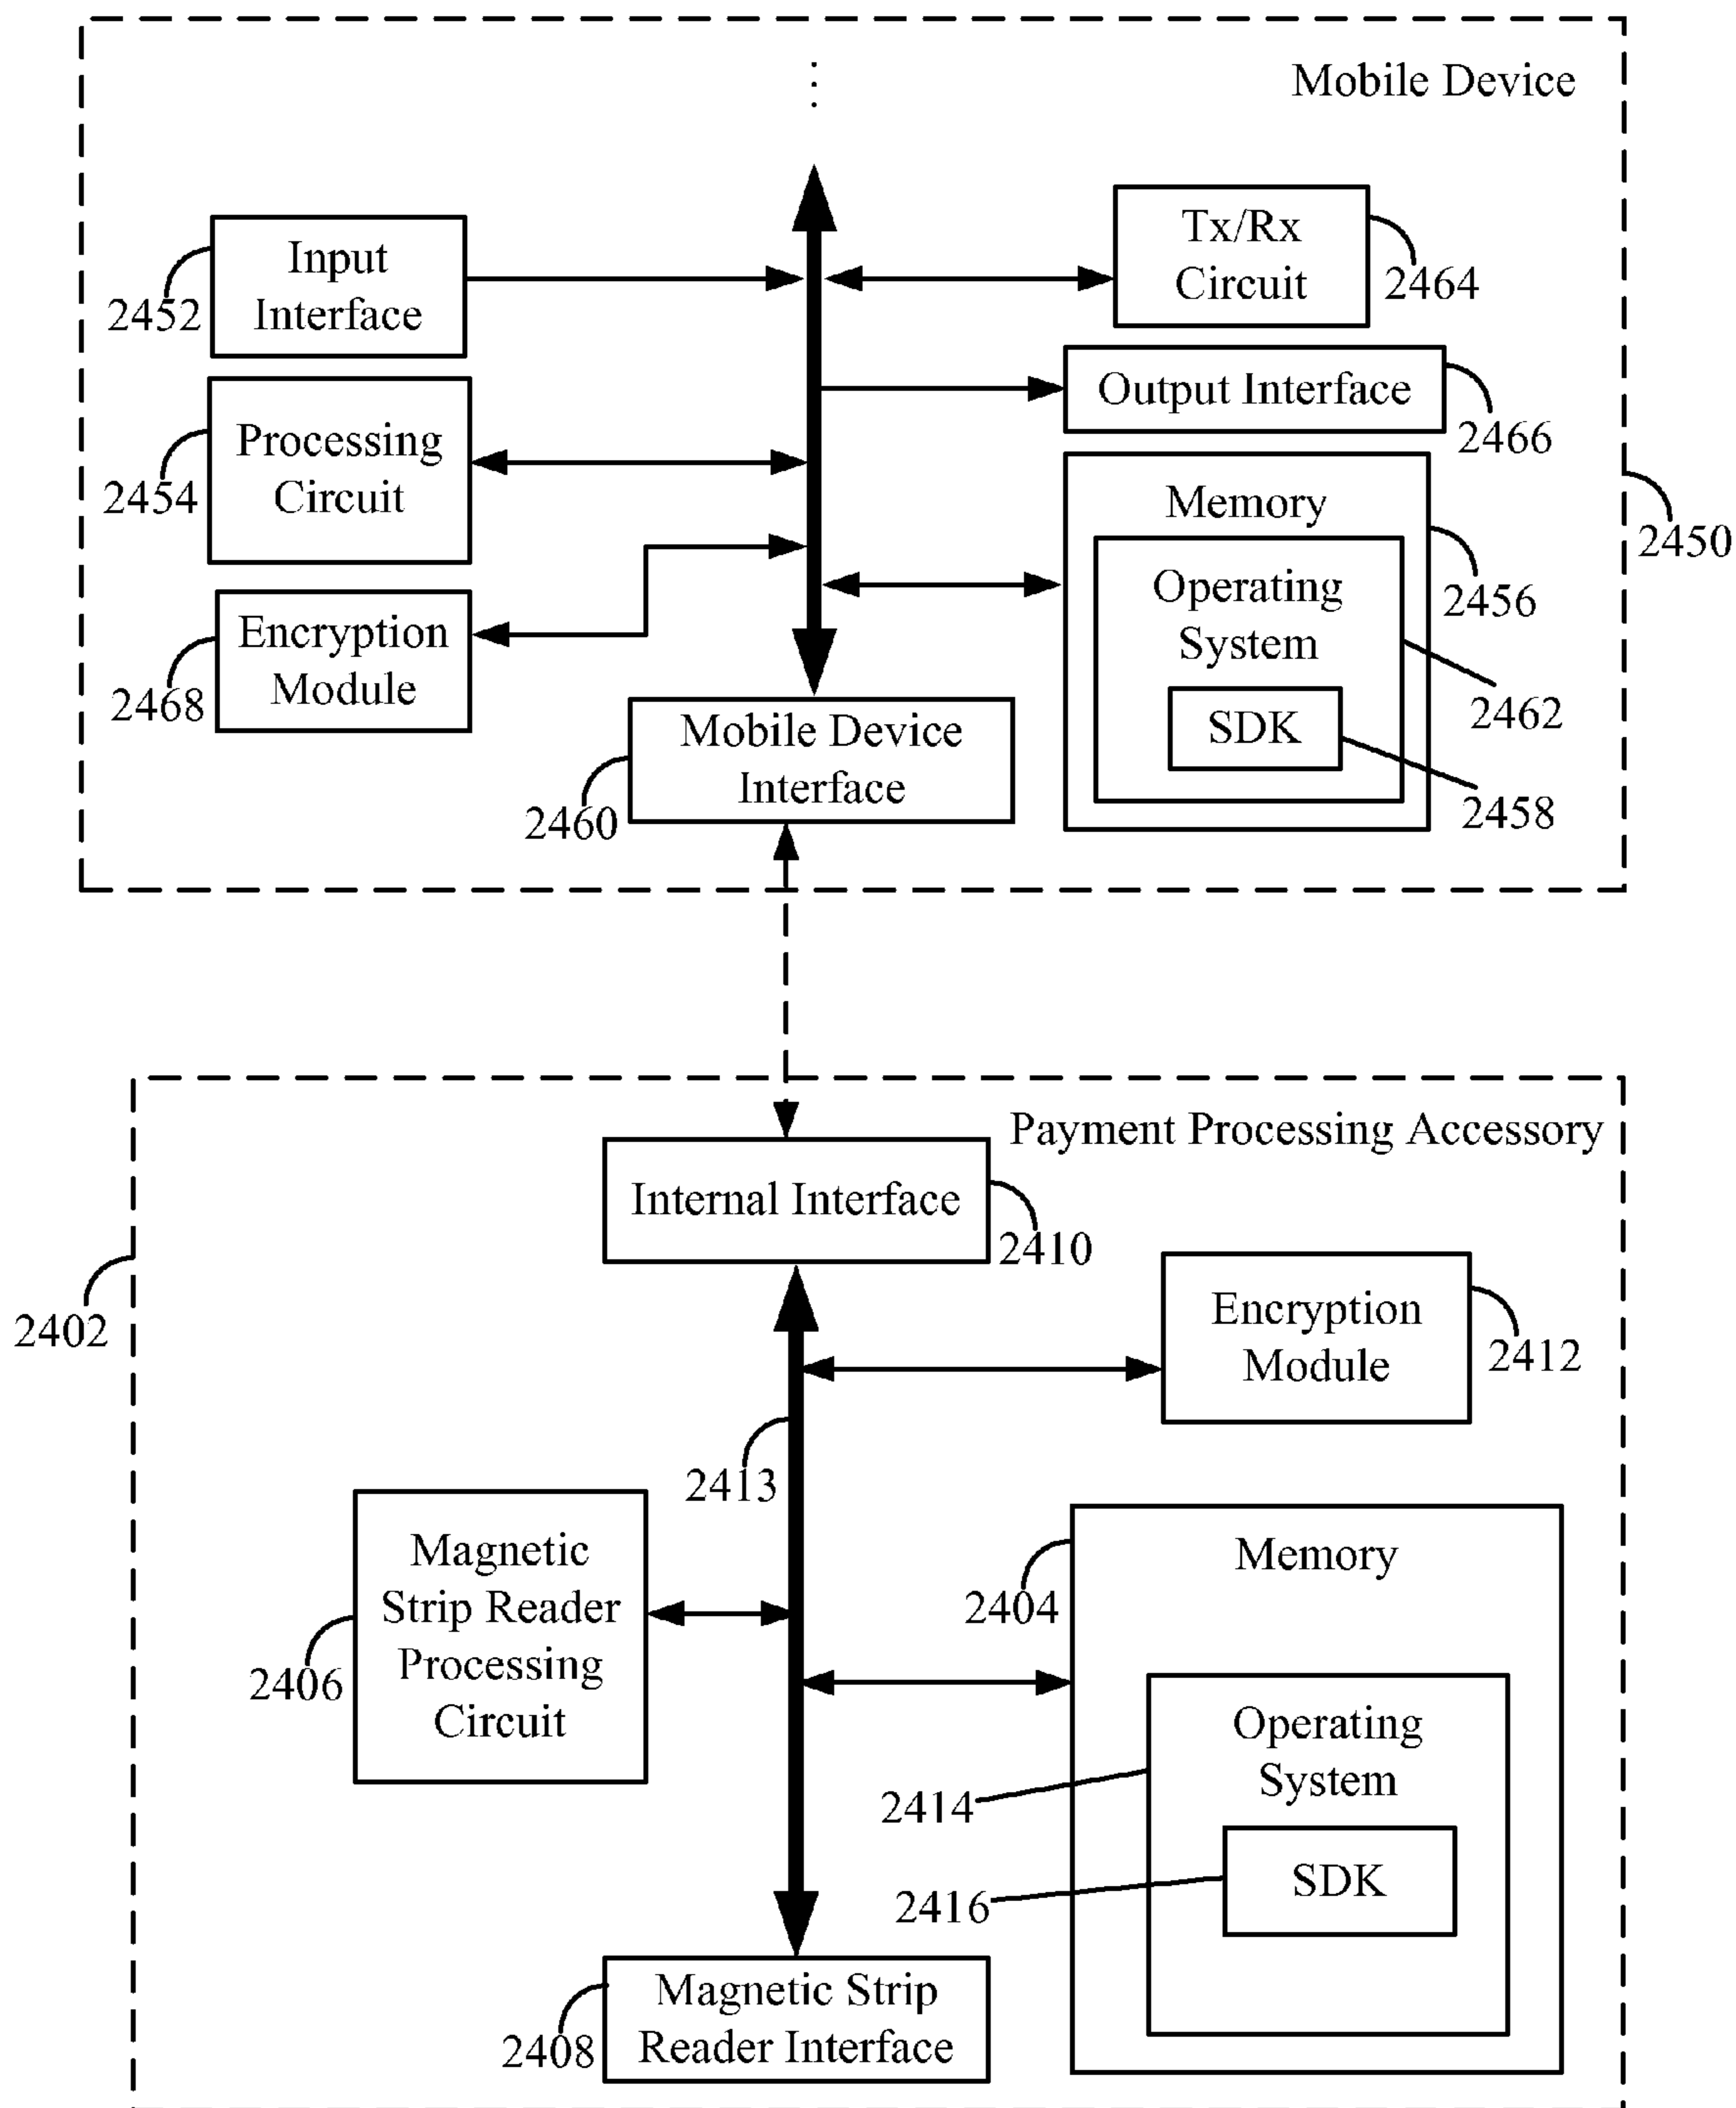 Mobile Device
Input
Interface
2452
Tx/Rx
Circuit
2464
Output Interface
2466
Processing
Circuit
2454
Memory
2456
2450
Operating
System
2462
SDK
2458
Encryption
Module
2468
Mobile Device
Interface
2460
Payment Processing Accessory
2402
Internal Interface
2410
Encryption
Module
2412
2413
Magnetic
Strip Reader
Processing
Circuit
2406
Memory
2404
Operating
System
2414
SDK
2416
Magnetic Strip
Reader Interface
2408